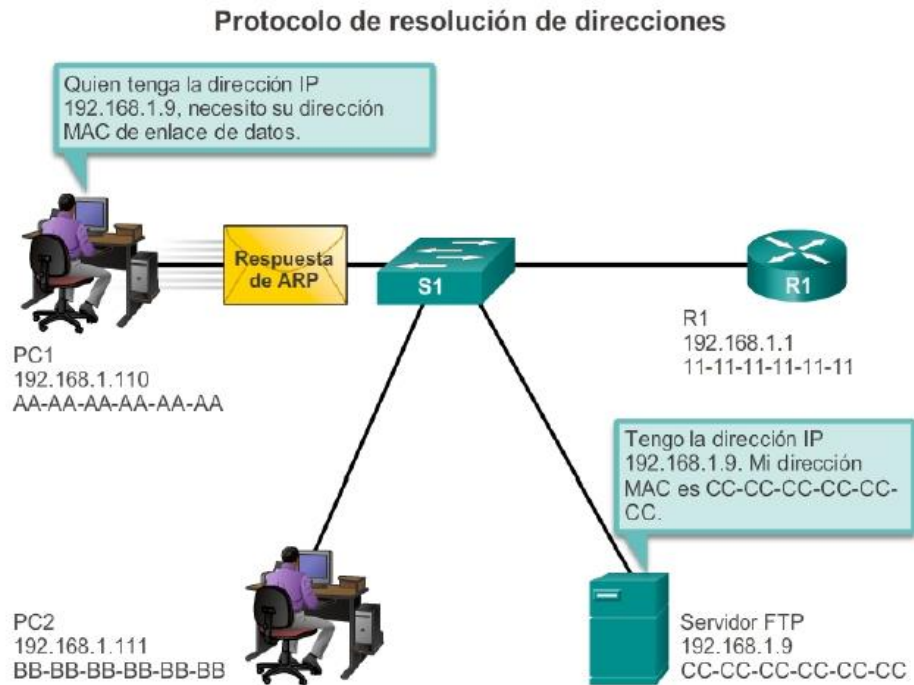 Protocolo de resolución de direcciones
Quien tenga la dirección IP
192.168.1.9, necesito su dirección
MAC de enlace de datos.
Respuesta
de ARP
S1
R1
R1
192.168.1.1
11-11-11-11-11-11
PC1
192.168.1.110
AA-AA-AA-AA-AA-AA
Tengo la dirección IP
192.168.1.9. Mi dirección
MAC es CC-CC-CC-CC-CC-
CC.
PC2
192.168.1.111
BB-BB-BB-BB-BB-BB
Servidor FTP
192.168.1.9
CC-CC-CC-CC-CC-CC